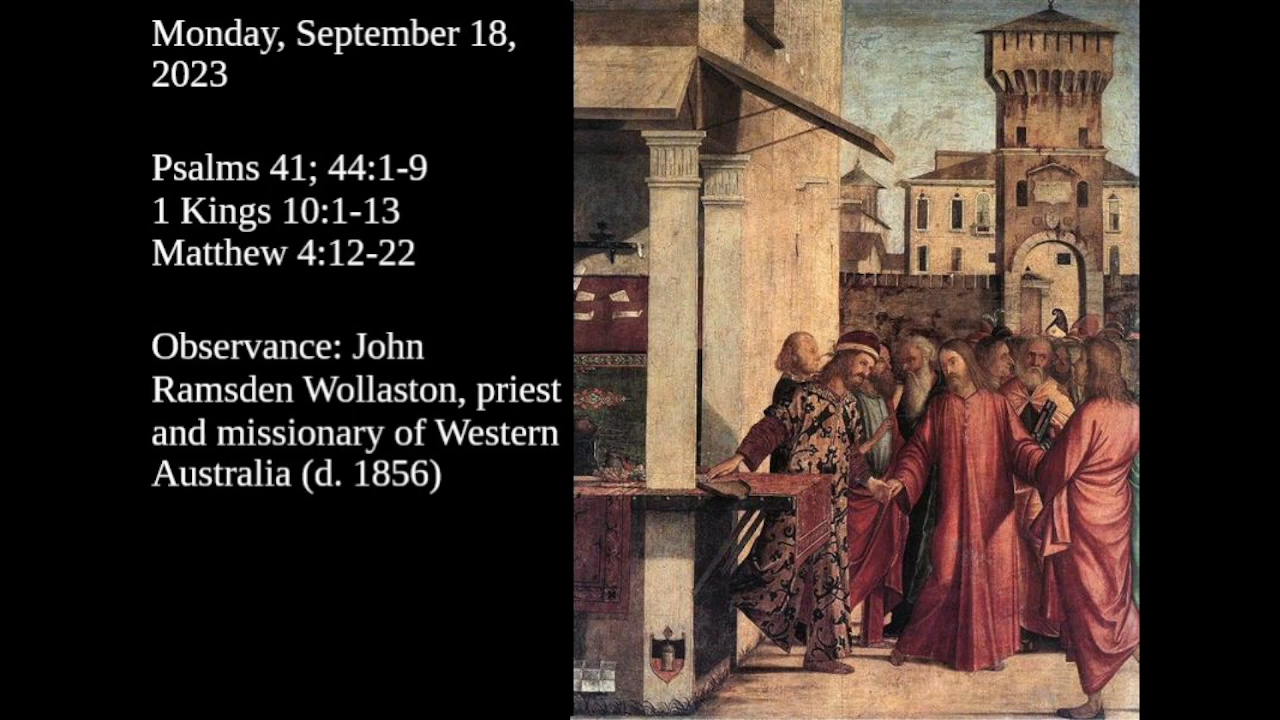 Monday, September 18,
2023
Psalms 41; 44:1-9
1 Kings 10:1-13
Matthew 4:12-22
Observance: John
Ramsden Wollaston, priest
and missionary of Western
Australia (d. 1856)